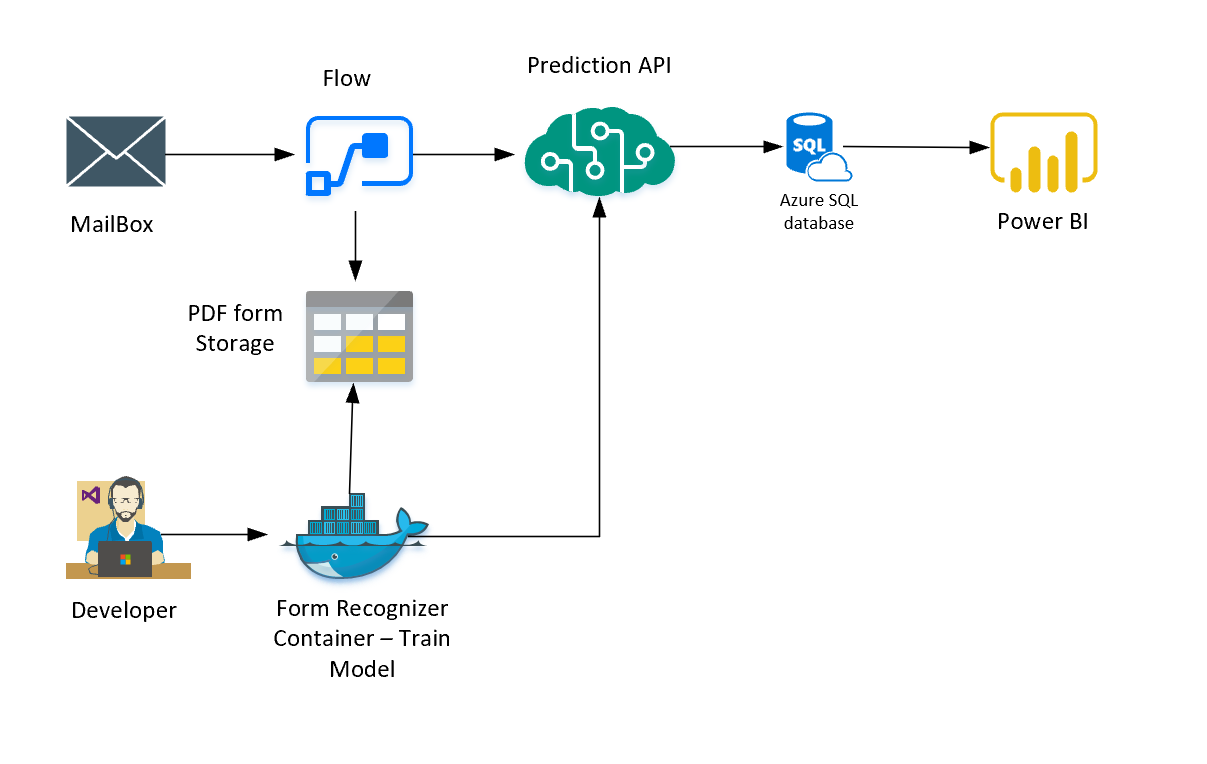 Prediction API
Flow
SQL
MailBox
Azure SQL
database
Power BI
PDF form
Storage
Developer
Form Recognizer
Container – Train
Model